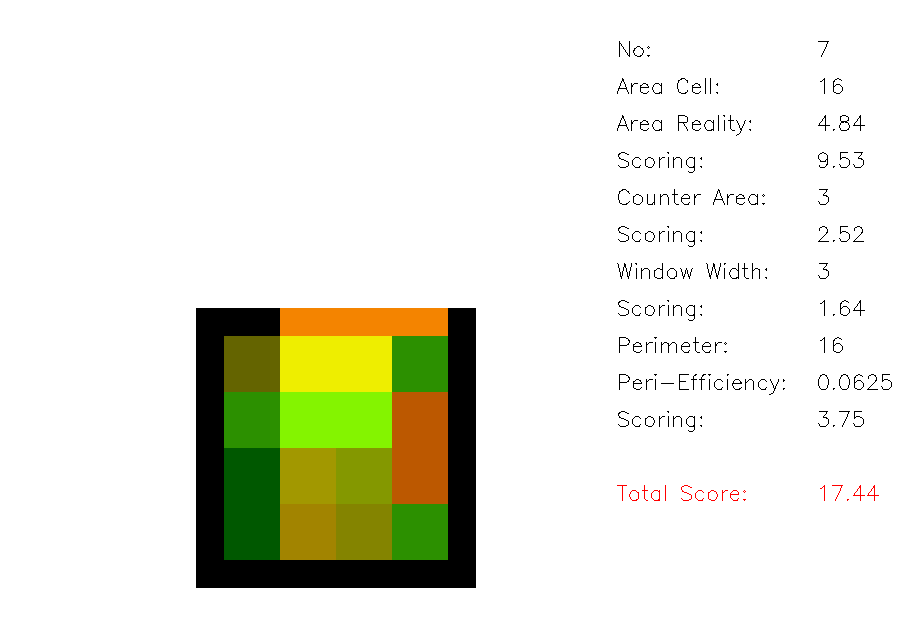 No: 7
Area Cell: 16
Area Reality: 4.84
Scoring: 9.53
Counter Area: 3
Scoring: 2.52
Window Width: 3
Scoring: 1.64
Perimeter: 16
Peri-Efficiency: 0.0625
Scoring: 3.75
Total Score: 17.44